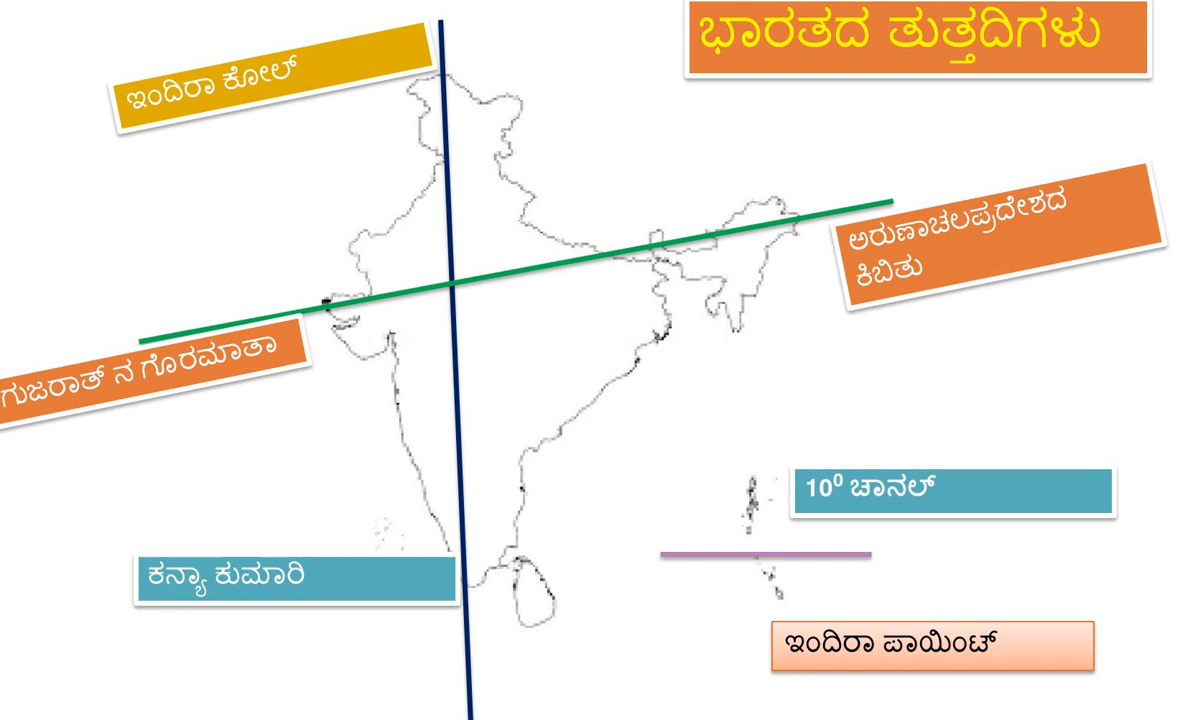 ಭಾರತದ ತುತ್ತದಿಗಳು
ಇಂದಿರಾ ಕೋಲ್
ಅರುಣಾಚಲಪ್ರದೇಶದ
ಕಿಬಿತು
ಗುಜರಾತ್ ನ ಗೊರಮಾತಾ
10⁰ ಚಾನಲ್
ಕನ್ಯಾ ಕುಮಾರಿ
ಇಂದಿರಾ ಪಾಯಿಂಟ್